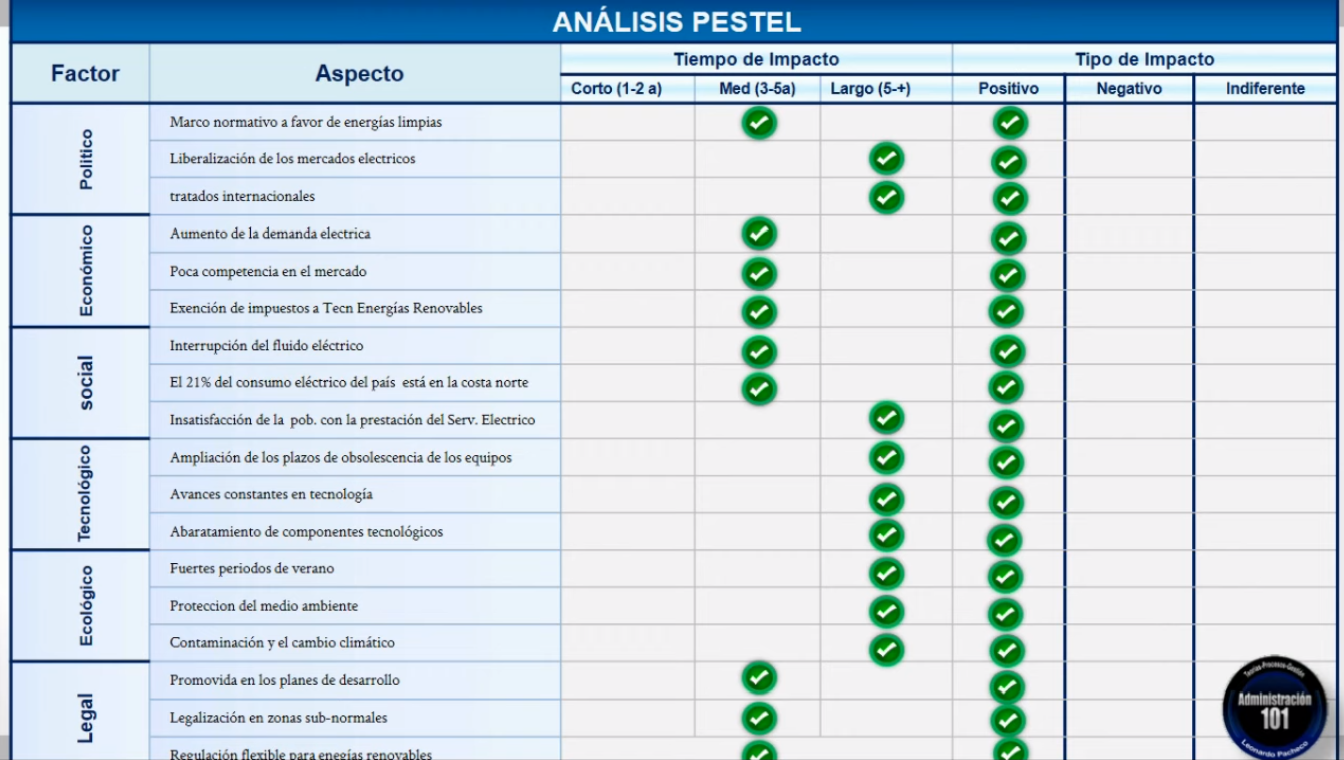 ANÁLISIS PESTEL
Factor
Aspecto
Tiempo de Impacto
Tipo de Impacto
Corto (1-2 a)
Med (3-5a)
Largo (5-+)
Positivo
Negativo
Indiferente
Politico
Marco normativo a favor de energías limpias
Liberalización de los mercados electricos
tratados internacionales
Económico
Aumento de la demanda electrica
Poca competencia en el mercado
Exención de impuestos a Tecn Energías Renovables
social
Interrupción del fluido eléctrico
El 21% del consumo eléctrico del país está en la costa norte
Insatisfacción de la pob. con la prestación del Serv. Electrico
Tecnológico
Ampliación de los plazos de obsolescencia de los equipos
Avances constantes en tecnología
Abaratamiento de componentes tecnológicos
Ecológico
Fuertes periodos de verano
Proteccion del medio ambiente
Contaminación y el cambio climático
Legal
Promovida en los planes de desarrollo
Legalización en zonas sub-normales
Regulación flexible para enegías renovables
Teorías-Procesos-Gestión
Administración
101
Leonardo Pacheco